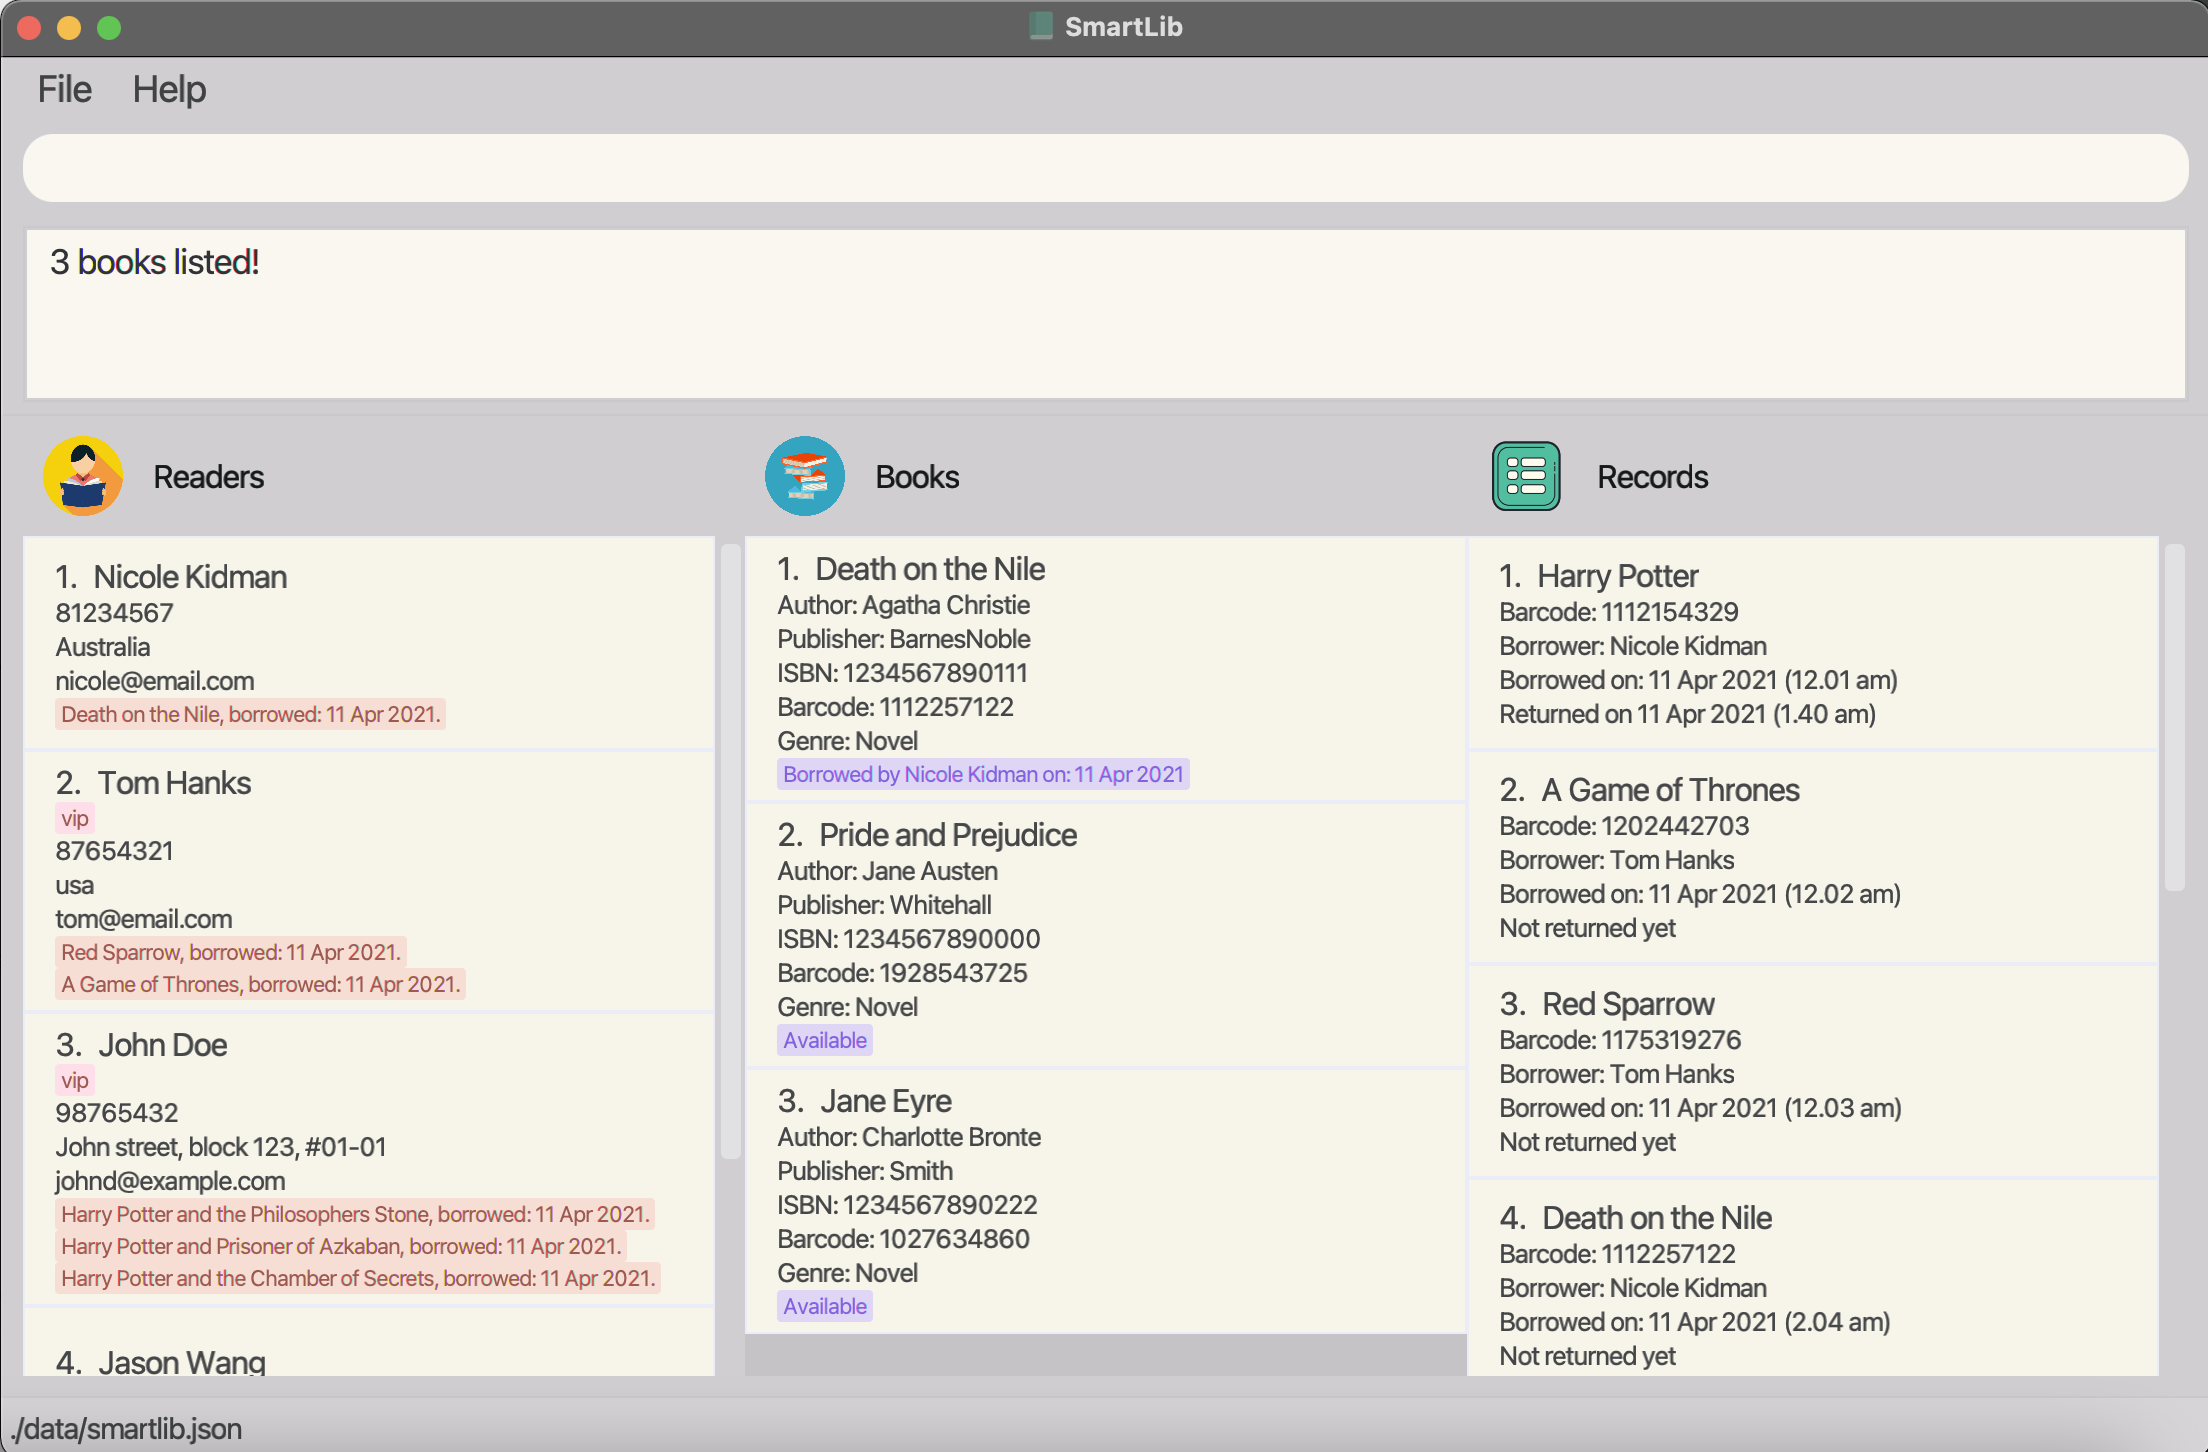 SmartLib
File Help
3 books listed!
Readers
1. Nicole Kidman
81234567
Australia
nicole@email.com
Death on the Nile, borrowed: 11 Apr 2021.
2. Tom Hanks
vip
87654321
usa
tom@email.com
Red Sparrow, borrowed: 11 Apr 2021.
A Game of Thrones, borrowed: 11 Apr 2021.
3. John Doe
vip
98765432
John street, block 123, #01-01
johnd@example.com
Harry Potter and the Philosophers Stone, borrowed: 11 Apr 2021.
Harry Potter and Prisoner of Azkaban, borrowed: 11 Apr 2021.
Harry Potter and the Chamber of Secrets, borrowed: 11 Apr 2021.
4. Jason Wang
Books
1. Death on the Nile
Author: Agatha Christie
Publisher: BarnesNoble
ISBN: 1234567890111
Barcode: 1112257122
Genre: Novel
Borrowed by Nicole Kidman on: 11 Apr 2021
2. Pride and Prejudice
Author: Jane Austen
Publisher: Whitehall
ISBN: 1234567890000
Barcode: 1928543725
Genre: Novel
Available
3. Jane Eyre
Author: Charlotte Bronte
Publisher: Smith
ISBN: 1234567890222
Barcode: 1027634860
Genre: Novel
Available
Records
1. Harry Potter
Barcode: 1112154329
Borrower: Nicole Kidman
Borrowed on: 11 Apr 2021 (12.01 am)
Returned on 11 Apr 2021 (1.40 am)
2. A Game of Thrones
Barcode: 1202442703
Borrower: Tom Hanks
Borrowed on: 11 Apr 2021 (12.02 am)
Not returned yet
3. Red Sparrow
Barcode: 1175319276
Borrower: Tom Hanks
Borrowed on: 11 Apr 2021 (12.03 am)
Not returned yet
4. Death on the Nile
Barcode: 1112257122
Borrower: Nicole Kidman
Borrowed on: 11 Apr 2021 (2.04 am)
Not returned yet
./data/smartlib.json